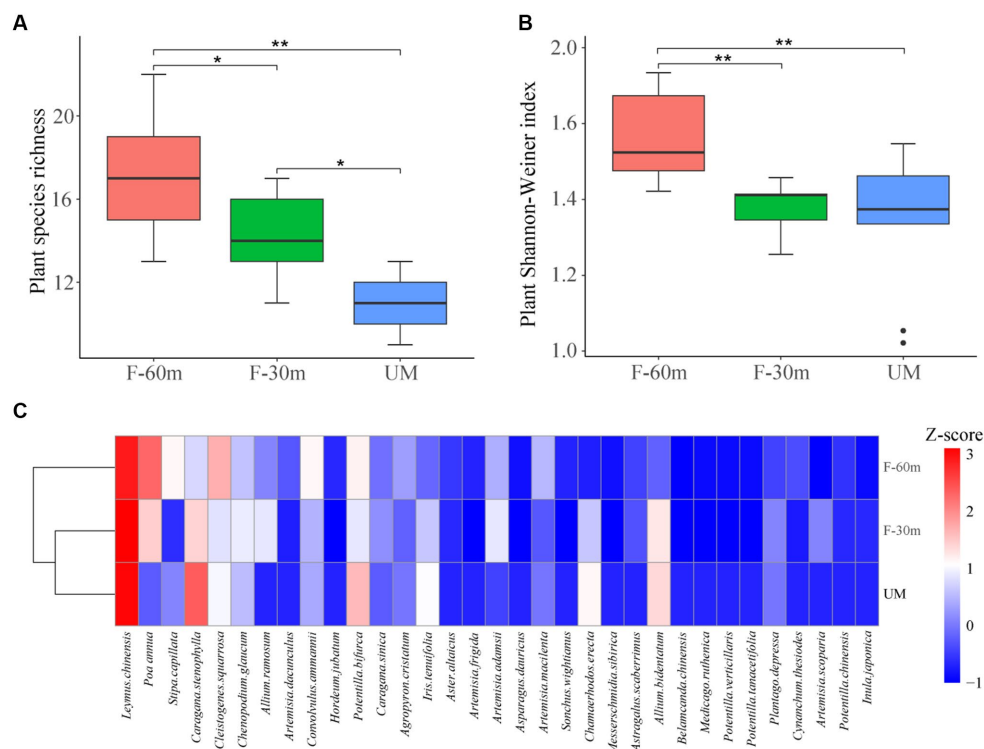 A
Plant species richness
20
16
12
**
*
*
F-60m
F-30m
UM
B
Plant Shannon-Weiner index
2.0
1.6
1.6
1.4
1.2
1.0
**
**
F-60m
F-30m
UM
C
F-60m
F-30m
UM
Z-score
3
2
1
0
−1
Leymus.chinensis
Poa annua
Stipa.capillata
Caragana.stenophylla
Cleistogenes.squarrosa
Chenopodium.glaucum
Allium.ramosum
Artemisia.dacunculus
Convolvulus.ammannii
Hordeum.jubatum
Potentilla.bifurca
Caragana.sinica
Agropyron.cristatum
Iris.tenuifolia
Aster.altaicus
Artemisia.frigida
Artemisia.adamsii
Asparagus.dauricus
Artemisia.macilenta
Sonchus.wightianus
Chamaerhodos.erecta
Messerschmidia.sibirica
Astragalus.scaberrimus
Allium.bidentatum
Belamcanda.chinensis
Medicago.ruthenica
Potentilla.verticillaris
Potentilla.tanacetifolia
Plantago.depressa
Cynanchum.thesiodes
Artemisia.scoparia
Potentilla.chinensis
Inula.japonica